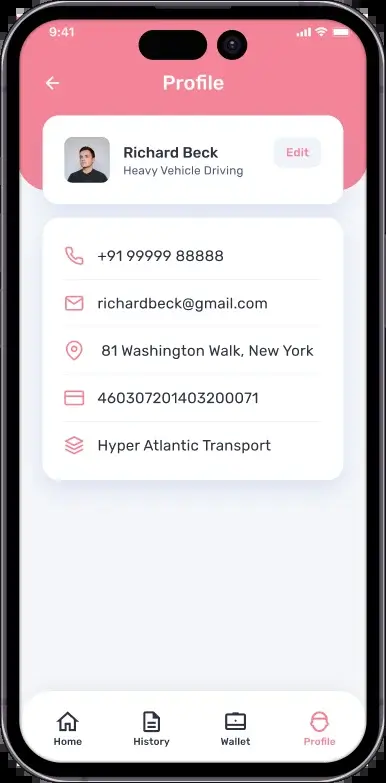 9:41
Profile
Richard Beck
Edit
Heavy Vehicle Driving
+91 99999 88888
richardbeck@gmail.com
81 Washington Walk, New York
460307201403200071
Hyper Atlantic Transport
Home History Wallet Profile